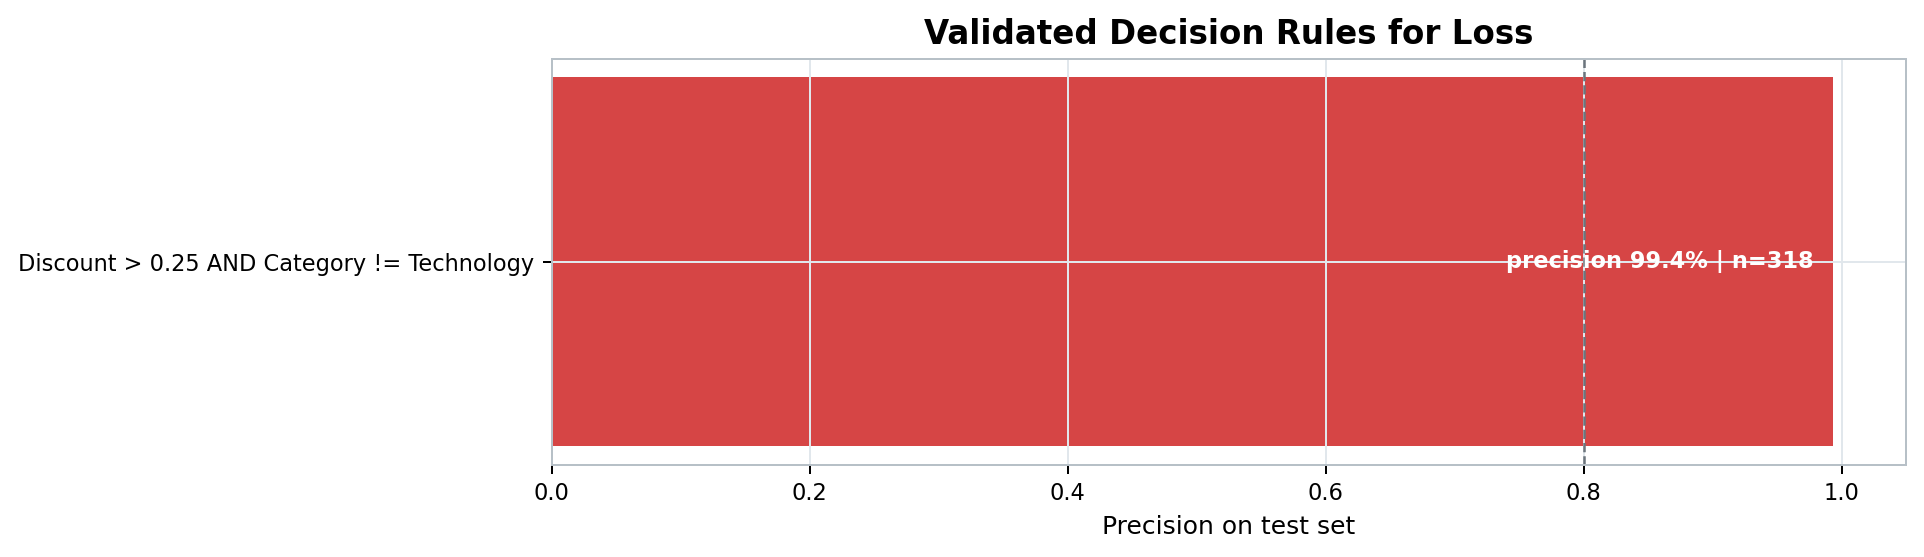 Validated Decision Rules for Loss
Discount > 0.25 AND Category != Technology
precision 99.4% | n=318
0.0 0.2 0.4 0.6 0.8 1.0
Precision on test set